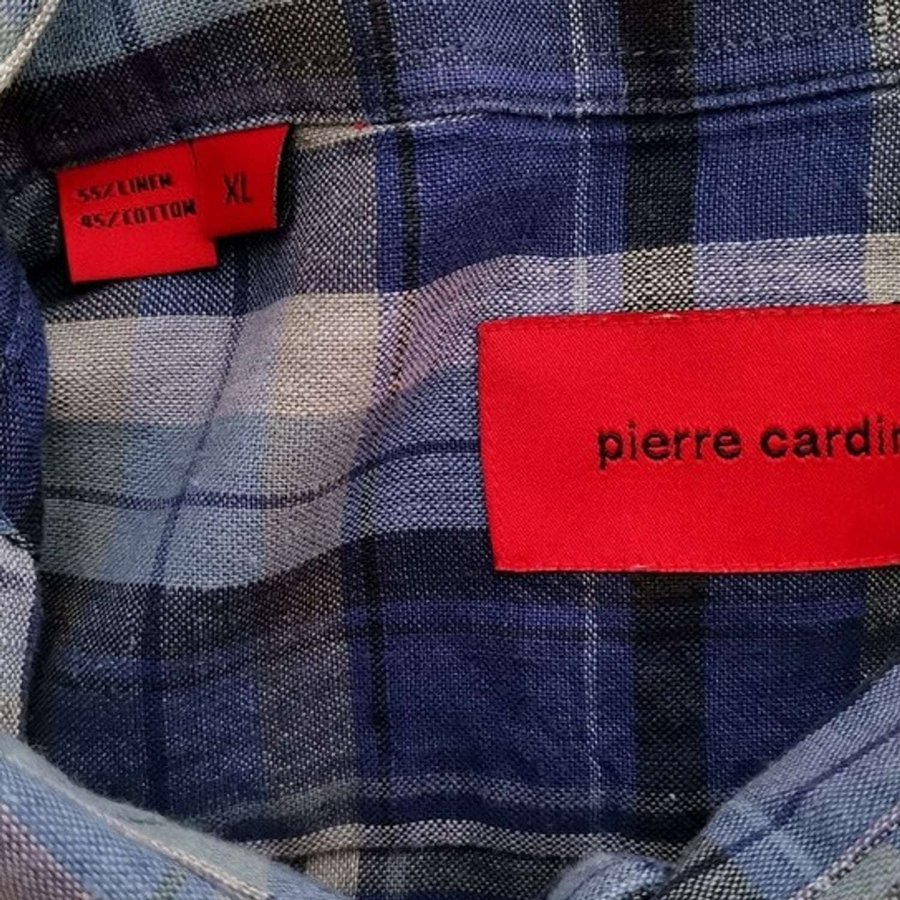 55%LINEN
45%COTTON
XL
pierre cardin